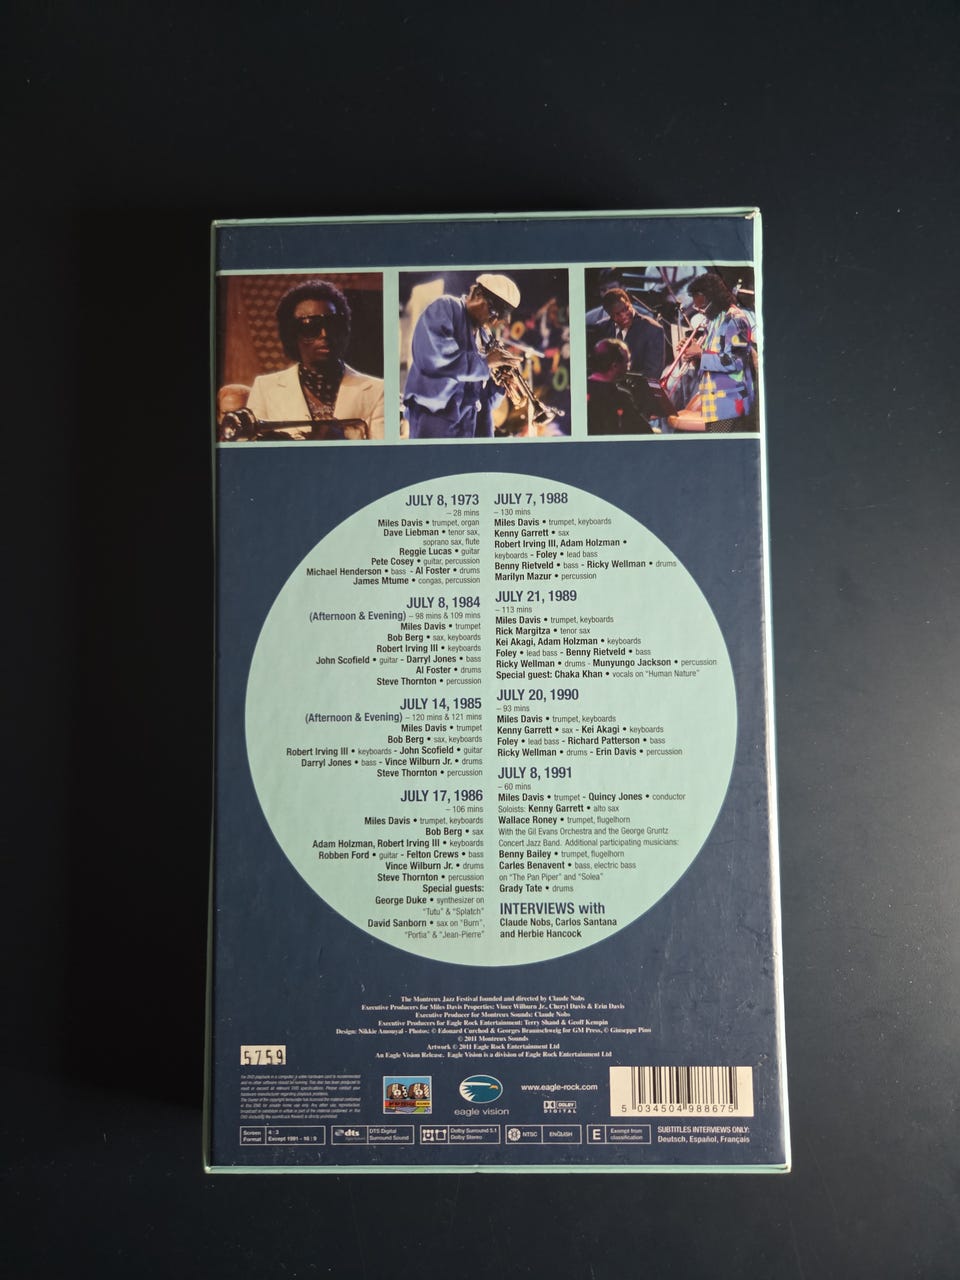 JULY 8, 1973
– 28 mins
Miles Davis • trumpet, organ
Dave Liebman • tenor sax,
soprano sax, flute
Reggie Lucas • guitar
Pete Cosey • guitar, percussion
Michael Henderson • bass - Al Foster • drums
James Mtume • congas, percussion
JULY 8, 1984
(Afternoon & Evening) – 98 mins & 109 mins
Miles Davis • trumpet
Bob Berg • sax, keyboards
Robert Irving III • keyboards
John Scofield • guitar - Darryl Jones • bass
Al Foster • drums
Steve Thornton • percussion
JULY 14, 1985
(Afternoon & Evening) – 120 mins & 121 mins
Miles Davis • trumpet
Bob Berg • sax, keyboards
Robert Irving III • keyboards - John Scofield • guitar
Darryl Jones • bass - Vince Wilburn Jr. • drums
Steve Thornton • percussion
JULY 17, 1986
– 106 mins
Miles Davis • trumpet, keyboards
Bob Berg • sax
Adam Holzman, Robert Irving III • keyboards
Robben Ford • guitar - Felton Crews • bass
Vince Wilburn Jr. • drums
Steve Thornton • percussion
Special guests:
George Duke • synthesizer on
"Tutu" & "Splatch"
David Sanborn • sax on "Burn",
"Portia" & "Jean-Pierre"
JULY 7, 1988
– 130 mins
Miles Davis • trumpet, keyboards
Kenny Garrett • sax
Robert Irving III, Adam Holzman •
keyboards - Foley • lead bass
Benny Rietveld • bass - Ricky Wellman • drums
Marilyn Mazur • percussion
JULY 21, 1989
– 113 mins
Miles Davis • trumpet, keyboards
Rick Margitza • tenor sax
Kei Akagi, Adam Holzman • keyboards
Foley • lead bass - Benny Rietveld • bass
Ricky Wellman • drums - Munyungo Jackson • percussion
Special guest: Chaka Khan • vocals on "Human Nature"
JULY 20, 1990
– 93 mins
Miles Davis • trumpet, keyboards
Kenny Garrett • sax - Kei Akagi • keyboards
Foley • lead bass - Richard Patterson • bass
Ricky Wellman • drums - Erin Davis • percussion
JULY 8, 1991
– 60 mins
Miles Davis • trumpet - Quincy Jones • conductor
Soloists: Kenny Garrett • alto sax
Wallace Roney • trumpet, flugelhorn
With the Gil Evans Orchestra and the George Gruntz
Concert Jazz Band. Additional participating musicians:
Benny Bailey • trumpet, flugelhorn
Carles Benavent • bass, electric bass
on "The Pan Piper" and "Solea"
Grady Tate • drums
INTERVIEWS with
Claude Nobs, Carlos Santana
and Herbie Hancock
The Montreux Jazz Festival founded and directed by Claude Nobs
Executive Producers for Miles Davis Properties: Vince Wilburn Jr., Cheryl Davis & Erin Davis
Executive Producer for Montreux Sounds: Claude Nobs
Executive Producers for Eagle Rock Entertainment: Terry Shand & Geoff Kempin
Design: Nikkie Amouyal - Photos: © Edouard Curchod & Georges Braunschweig for GM Press, © Giuseppe Pino
© 2011 Montreux Sounds
Artwork © 2011 Eagle Rock Entertainment Ltd
An Eagle Vision Release. Eagle Vision is a division of Eagle Rock Entertainment Ltd
5759
eagle vision
www.eagle-rock.com
DOLBY
DIGITAL
5 034504 988675
Screen Format
4 : 3
Except 1991 - 16 : 9
dts
DTS Digital
Surround Sound
Dolby Surround 5.1
Dolby Stereo
NTSC
ENGLISH
E
Exempt from
classification
SUBTITLES INTERVIEWS ONLY:
Deutsch, Español, Français